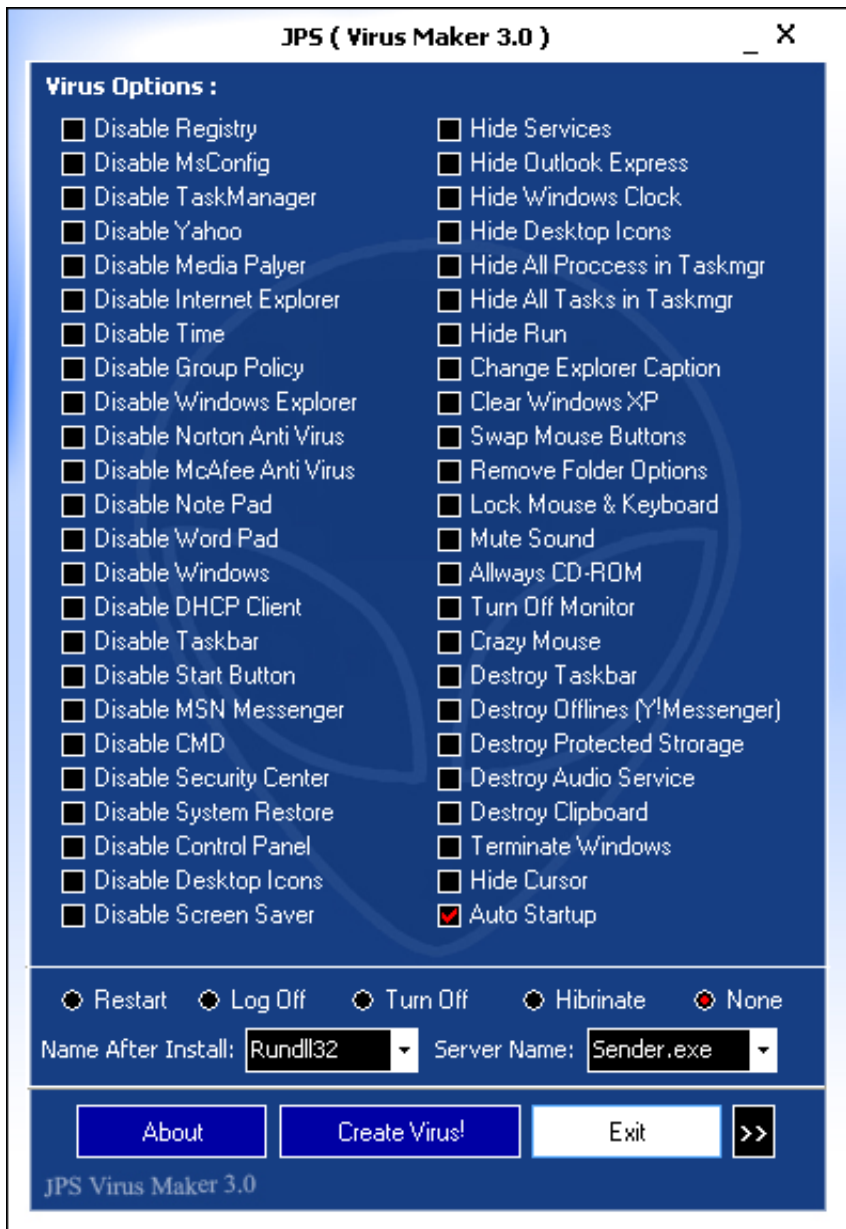 JPS ( Virus Maker 3.0 )
_ X
Virus Options :
Disable Registry
Disable MsConfig
Disable TaskManager
Disable Yahoo
Disable Media Palyer
Disable Internet Explorer
Disable Time
Disable Group Policy
Disable Windows Explorer
Disable Norton Anti Virus
Disable McAfee Anti Virus
Disable Note Pad
Disable Word Pad
Disable Windows
Disable DHCP Client
Disable Taskbar
Disable Start Button
Disable MSN Messenger
Disable CMD
Disable Security Center
Disable System Restore
Disable Control Panel
Disable Desktop Icons
Disable Screen Saver
Hide Services
Hide Outlook Express
Hide Windows Clock
Hide Desktop Icons
Hide All Proccess in Taskmgr
Hide All Tasks in Taskmgr
Hide Run
Change Explorer Caption
Clear Windows XP
Swap Mouse Buttons
Remove Folder Options
Lock Mouse & Keyboard
Mute Sound
Allways CD-ROM
Turn Off Monitor
Crazy Mouse
Destroy Taskbar
Destroy Offlines (Y!Messenger)
Destroy Protected Strorage
Destroy Audio Service
Destroy Clipboard
Terminate Windows
Hide Cursor
Auto Startup
Restart Log Off Turn Off Hibrinate None
Name After Install: Rundll32 Server Name: Sender.exe
About Create Virus! Exit >>
JPS Virus Maker 3.0